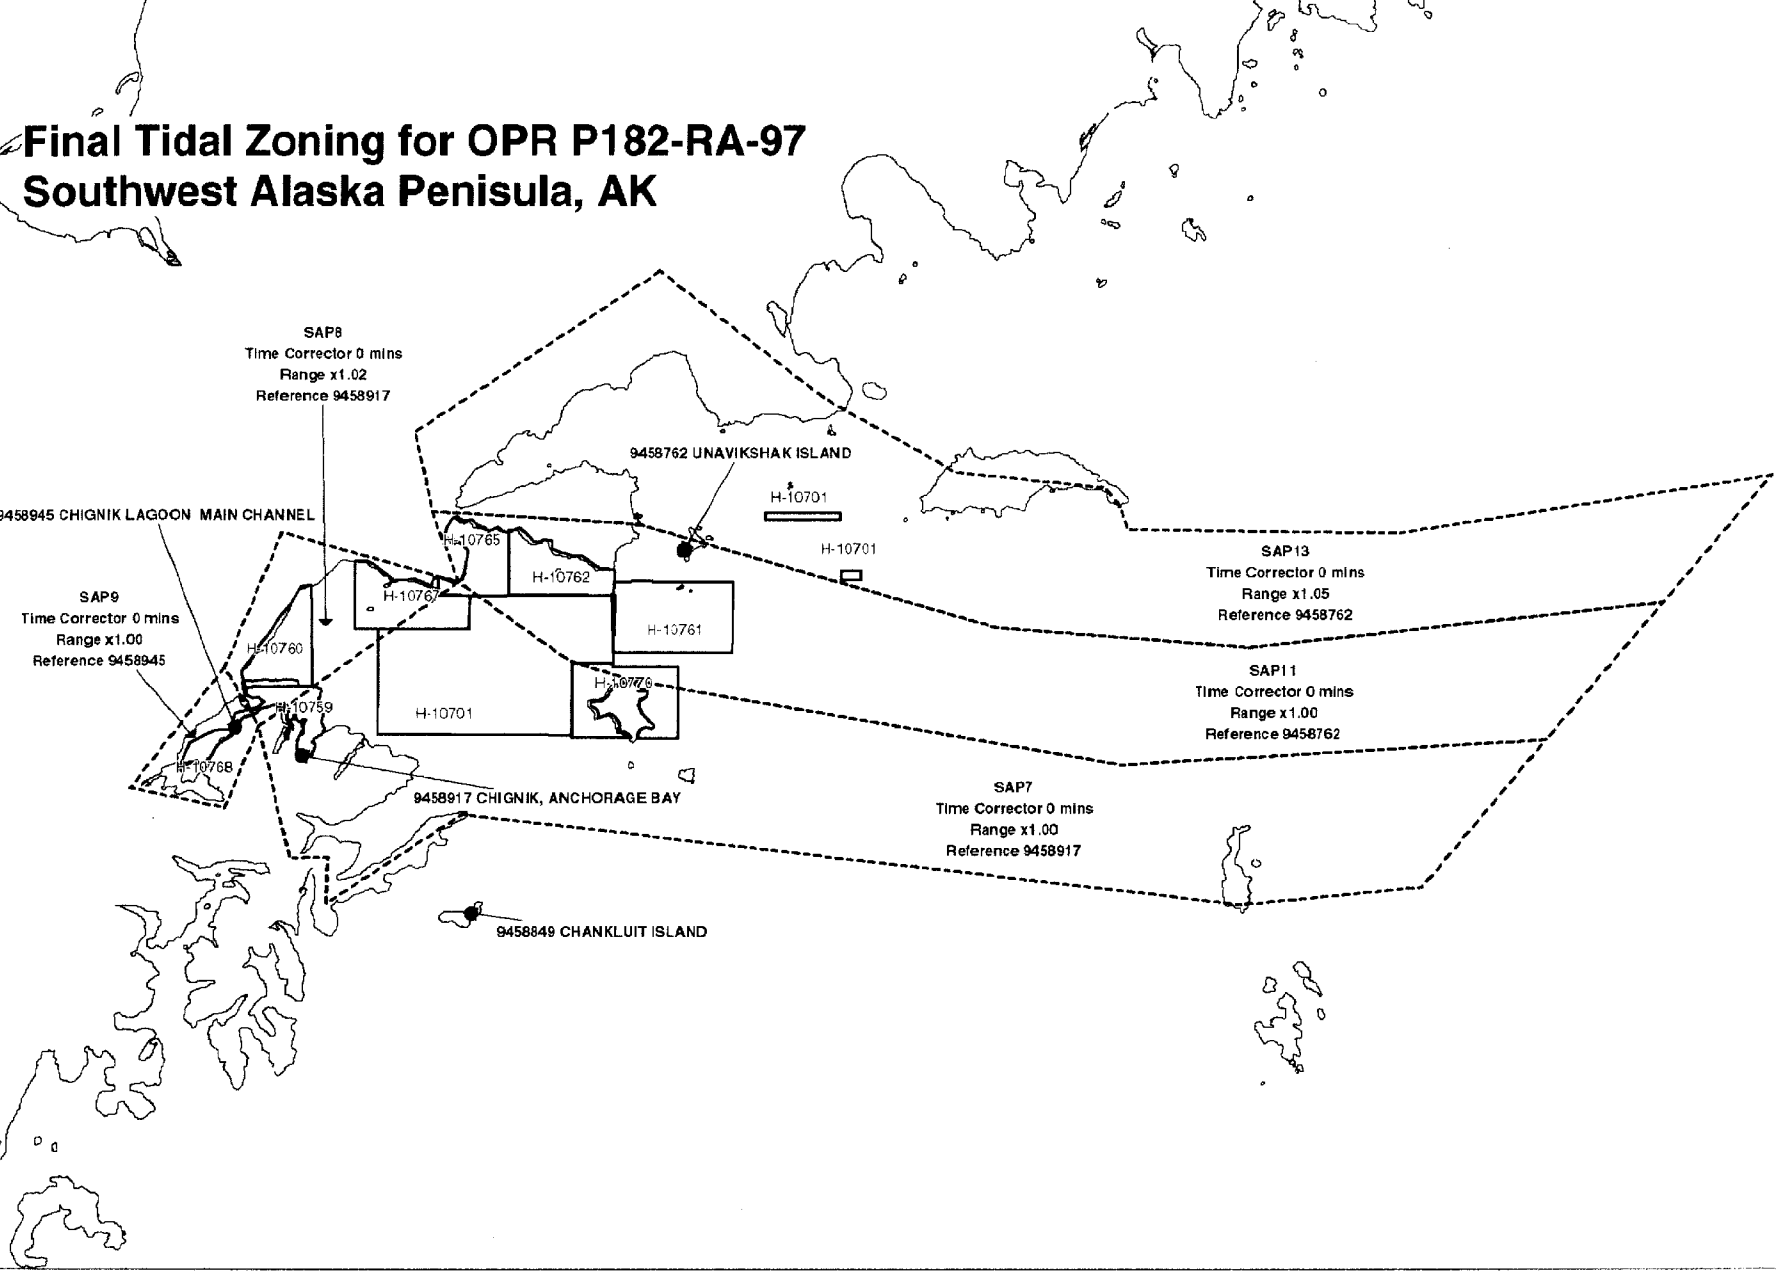 Final Tidal Zoning for OPR P182-RA-97
Southwest Alaska Penisula, AK
SAP8
Time Corrector 0 mins
Range x1.02
Reference 9458917
9458762 UNAVIKSHAK ISLAND
H-10701
9458945 CHIGNIK LAGOON MAIN CHANNEL
H-10765
H-10701
SAP13
Time Corrector 0 mins
Range x1.05
Reference 9458762
H-10762
SAP9
Time Corrector 0 mins
Range x1.00
Reference 9458945
H-10767
H-10761
H-10760
H-10770
SAP11
Time Corrector 0 mins
Range x1.00
Reference 9458762
H-10759
H-10701
H-10768
9458917 CHIGNIK, ANCHORAGE BAY
SAP7
Time Corrector 0 mins
Range x1.00
Reference 9458917
9458849 CHANKLUIT ISLAND